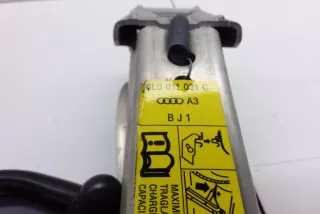 8L0 011 031 C
A3
BJ1
MAXIM
TRAGLA
CHARGE
CAPACI